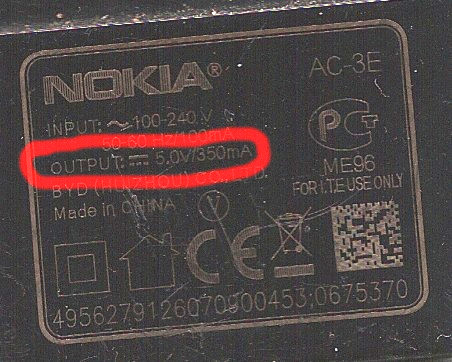 NOKIA® AC-3E
INPUT: ~ 100-240 V
50-60 Hz/100mA
OUTPUT: ⎓ 5.0V/350mA
BYD (HUIZHOU) CO., LTD.
Made in CHINA V
PCT
ME96
FOR I.T.E USE ONLY
CE
4956279126070900453;0675370